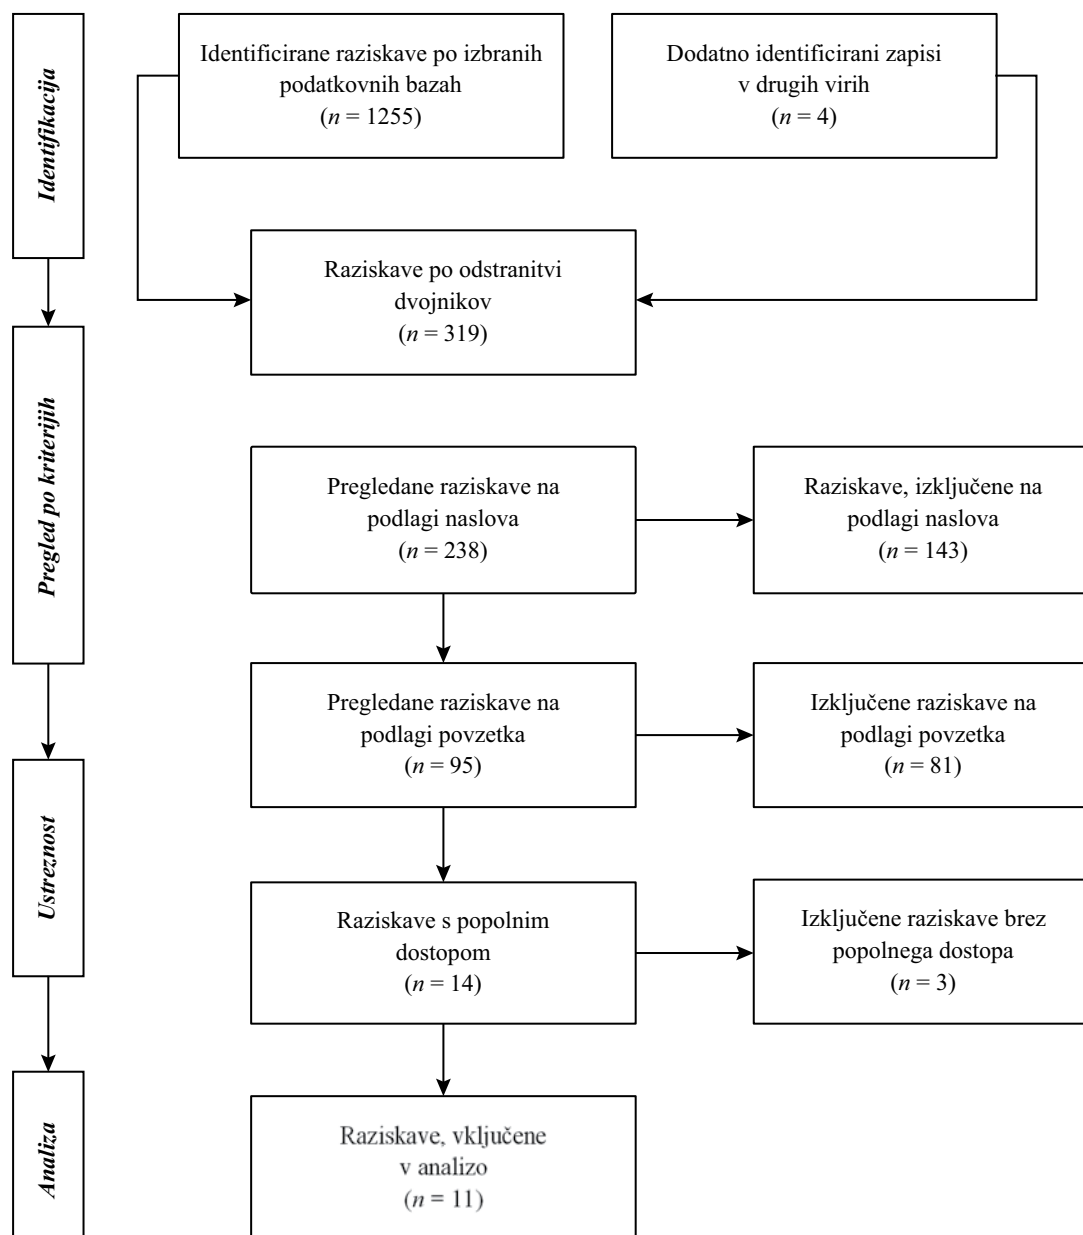 Identifikacija
Identificirane raziskave po izbranih
podatkovnih bazah
(n = 1255)
Dodatno identificirani zapisi
v drugih virih
(n = 4)
Raziskave po odstranitvi
dvojnikov
(n = 319)
Pregled po kriterijih
Pregledane raziskave na
podlagi naslova
(n = 238)
Raziskave, izključene na
podlagi naslova
(n = 143)
Pregledane raziskave na
podlagi povzetka
(n = 95)
Izključene raziskave na
podlagi povzetka
(n = 81)
Ustreznost
Raziskave s popolnim
dostopom
(n = 14)
Izključene raziskave brez
popolnega dostopa
(n = 3)
Analiza
Raziskave, vključene
v analizo
(n = 11)